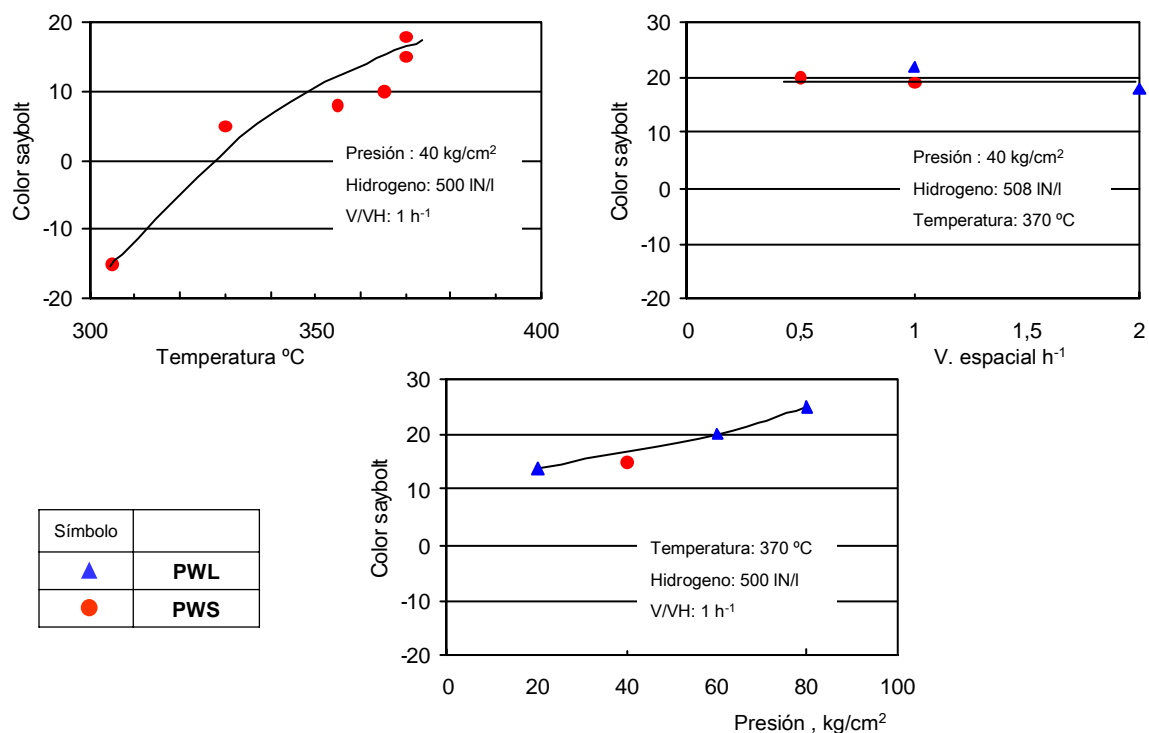 Color saybolt
20
10
0
-10
-20
300
350
400
Temperatura ºC
Presión : 40 kg/cm²
Hidrogeno: 500 lN/l
V/VH: 1 h⁻¹
Color saybolt
30
20
10
0
-10
-20
0
0,5
1
1,5
2
V. espacial h⁻¹
Presión : 40 kg/cm²
Hidrogeno: 508 lN/l
Temperatura: 370 ºC
Color saybolt
30
20
10
0
-10
-20
0
20
40
60
80
100
Presión , kg/cm²
Temperatura: 370 ºC
Hidrogeno: 500 lN/l
V/VH: 1 h⁻¹
Símbolo
PWL
PWS